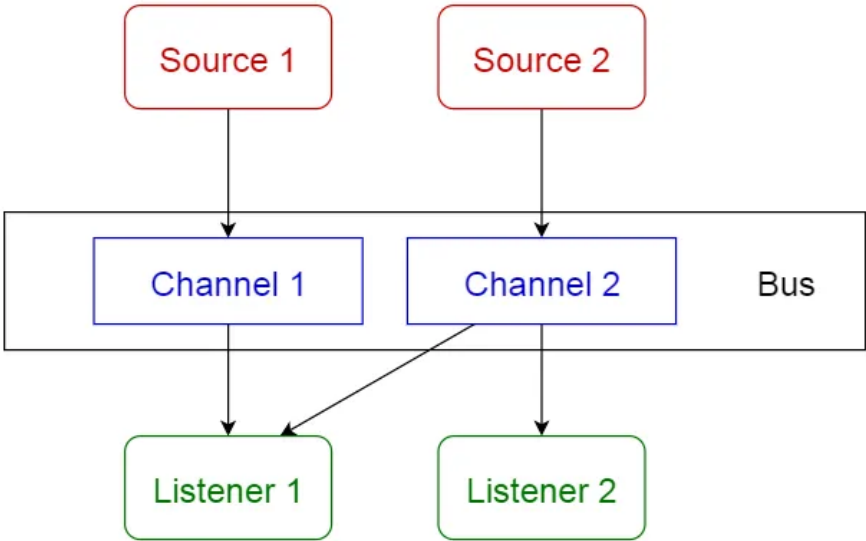 Source 1
Source 2
Channel 1
Channel 2
Bus
Listener 1
Listener 2